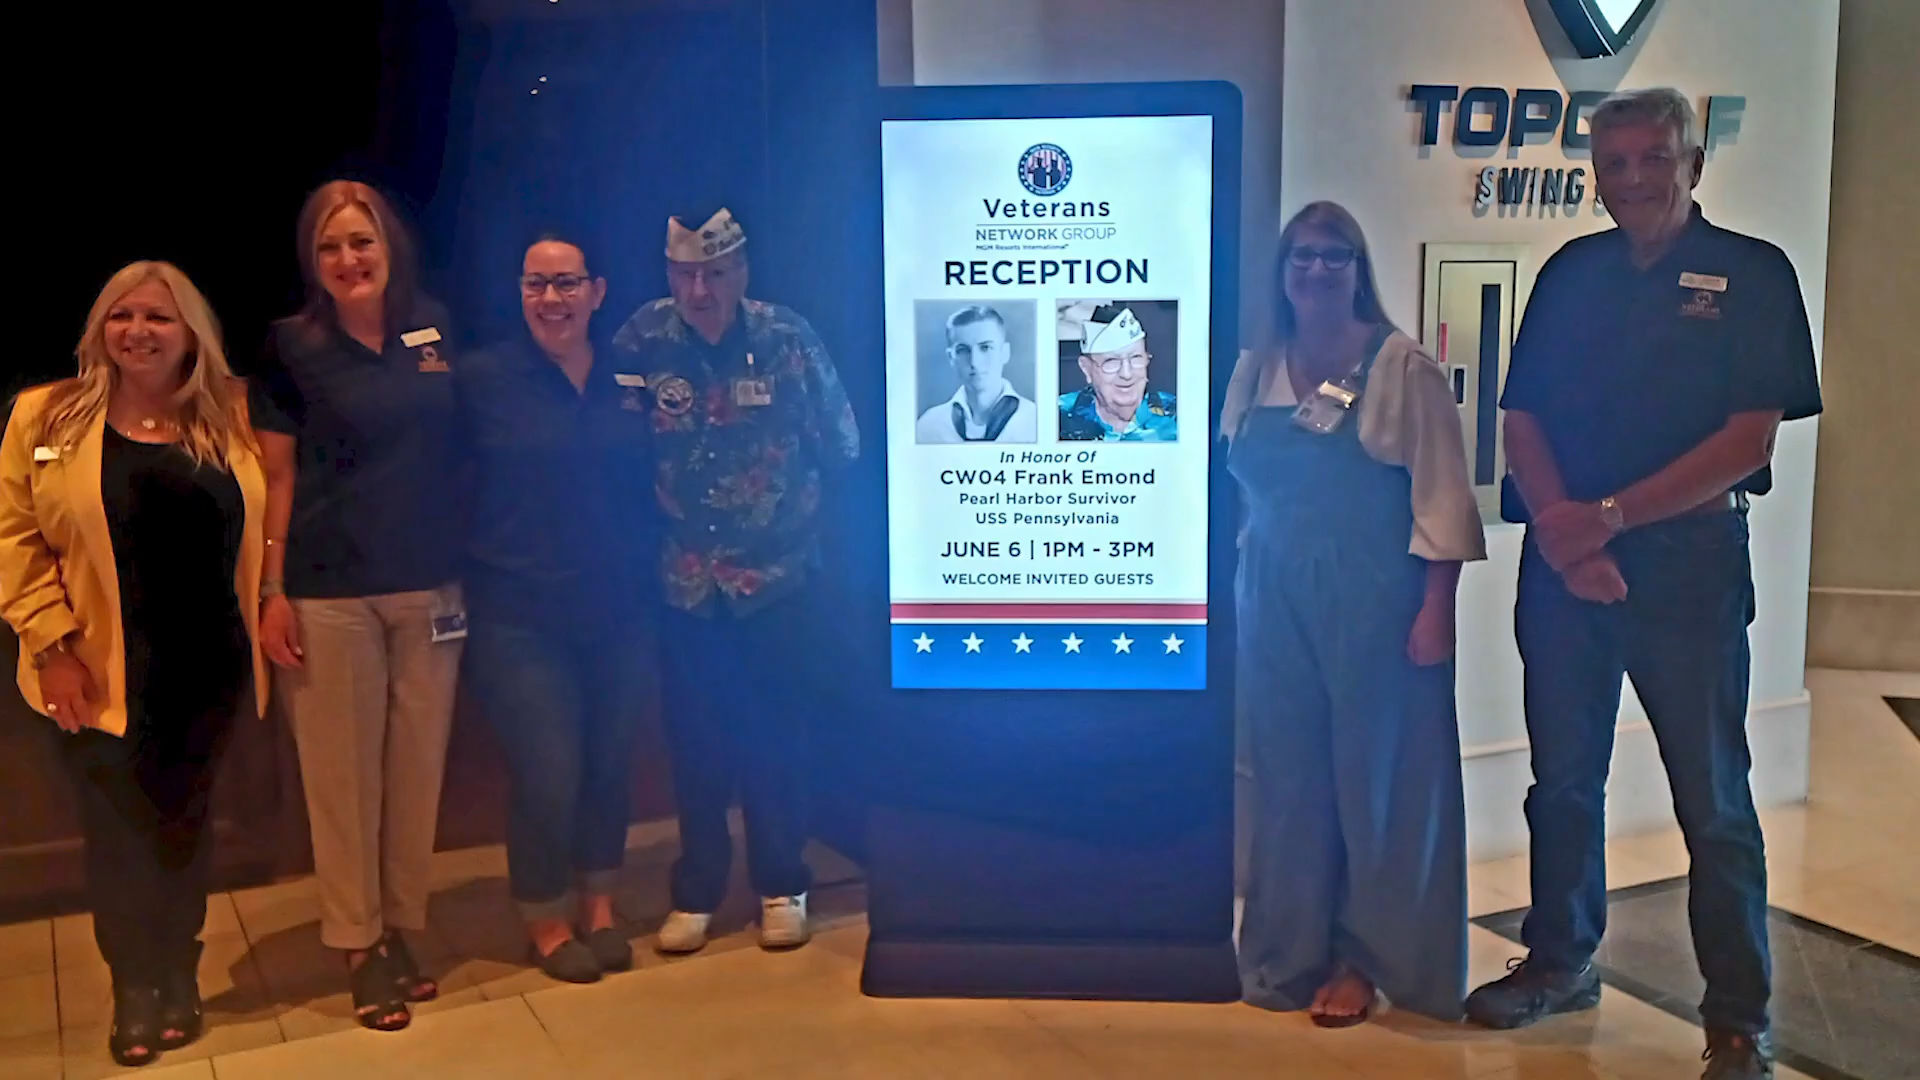 Veterans
NETWORK GROUP
MGM Resorts International
RECEPTION
In Honor Of
CW04 Frank Emond
Pearl Harbor Survivor
USS Pennsylvania
JUNE 6 | 1PM - 3PM
WELCOME INVITED GUESTS
SWING